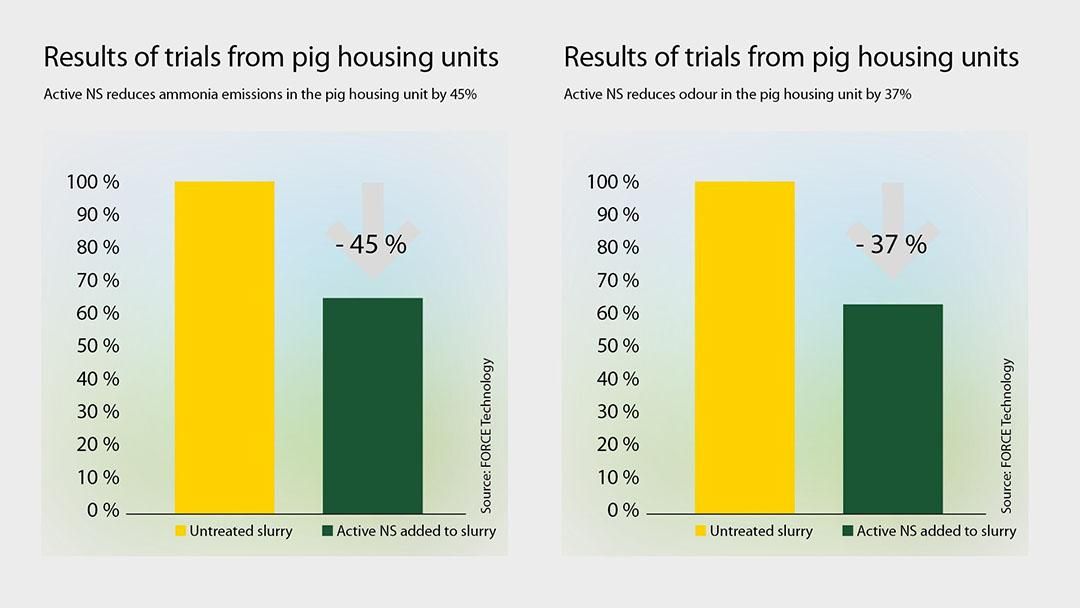 Results of trials from pig housing units
Active NS reduces ammonia emissions in the pig housing unit by 45%
100 %
90 %
80 %
70 %
60 %
50 %
40 %
30 %
20 %
10 %
0 %
- 45 %
Source: FORCE Technology
Untreated slurry
Active NS added to slurry
Results of trials from pig housing units
Active NS reduces odour in the pig housing unit by 37%
100 %
90 %
80 %
70 %
60 %
50 %
40 %
30 %
20 %
10 %
0 %
- 37 %
Source: FORCE Technology
Untreated slurry
Active NS added to slurry